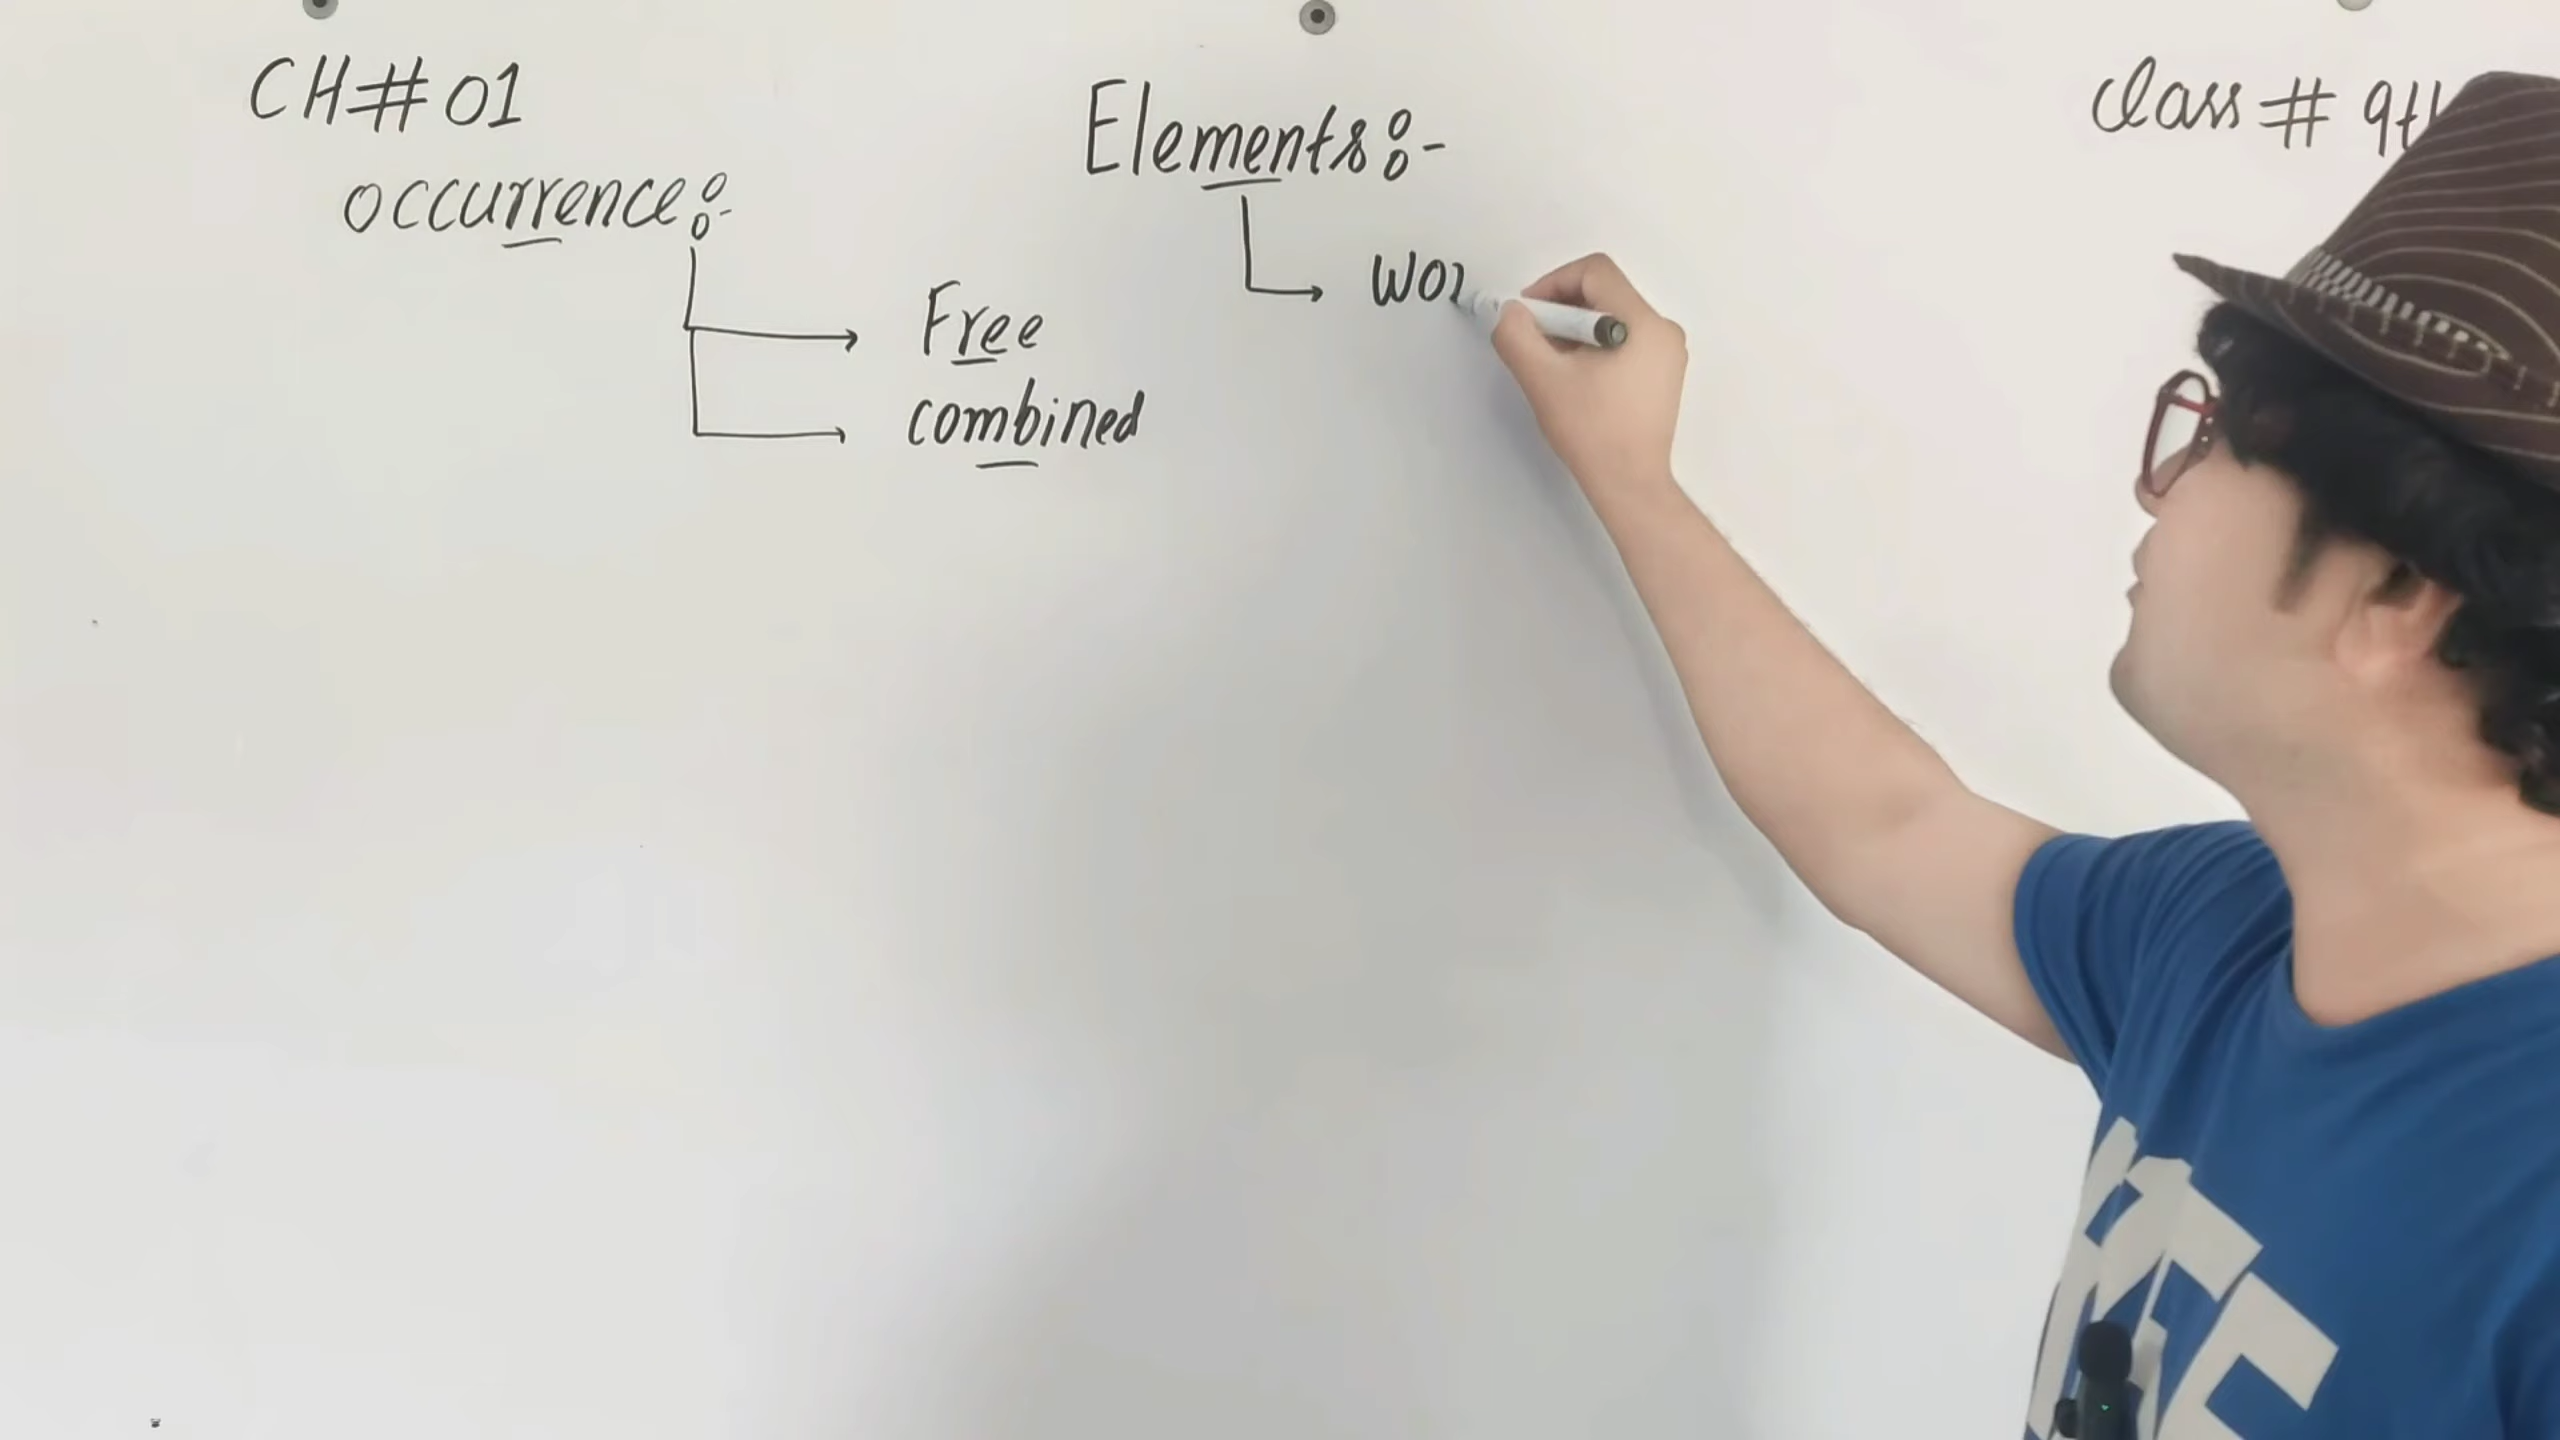 CH# 01
Elements:-
Class # 9th
occurrence:-
Free
combined